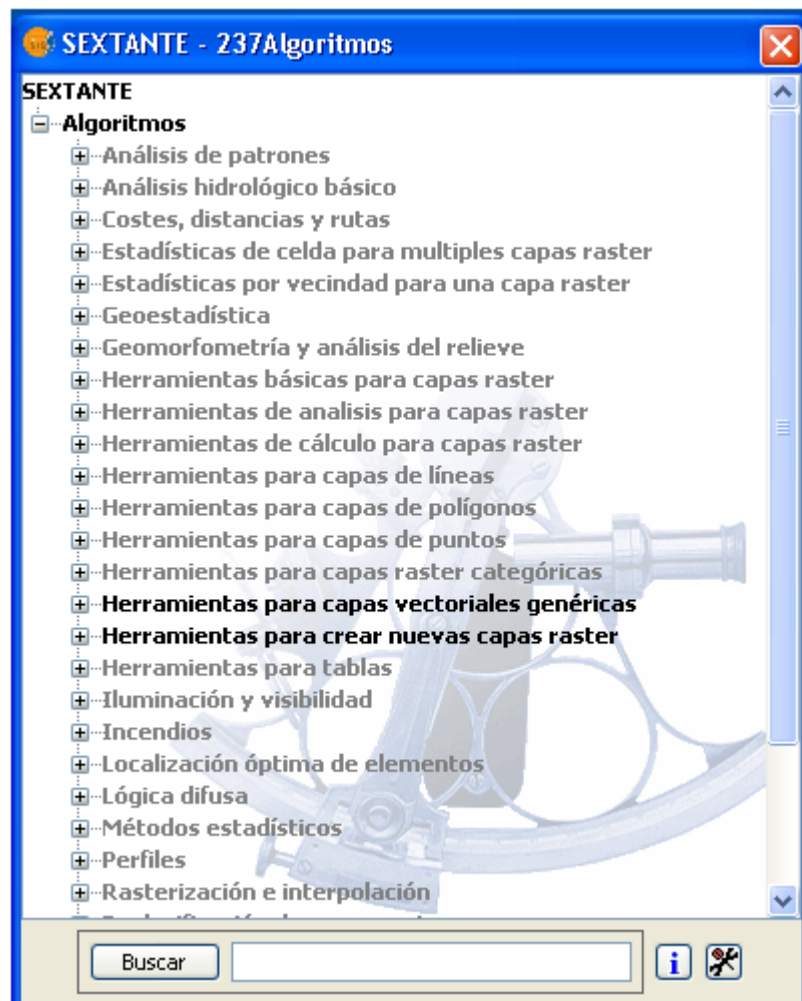 SEXTANTE - 237Algoritmos
SEXTANTE
Algoritmos
Análisis de patrones
Análisis hidrológico básico
Costes, distancias y rutas
Estadísticas de celda para multiples capas raster
Estadísticas por vecindad para una capa raster
Geoestadística
Geomorfometría y análisis del relieve
Herramientas básicas para capas raster
Herramientas de analisis para capas raster
Herramientas de cálculo para capas raster
Herramientas para capas de líneas
Herramientas para capas de polígonos
Herramientas para capas de puntos
Herramientas para capas raster categóricas
Herramientas para capas vectoriales genéricas
Herramientas para crear nuevas capas raster
Herramientas para tablas
Iluminación y visibilidad
Incendios
Localización óptima de elementos
Lógica difusa
Métodos estadísticos
Perfiles
Rasterización e interpolación
Buscar